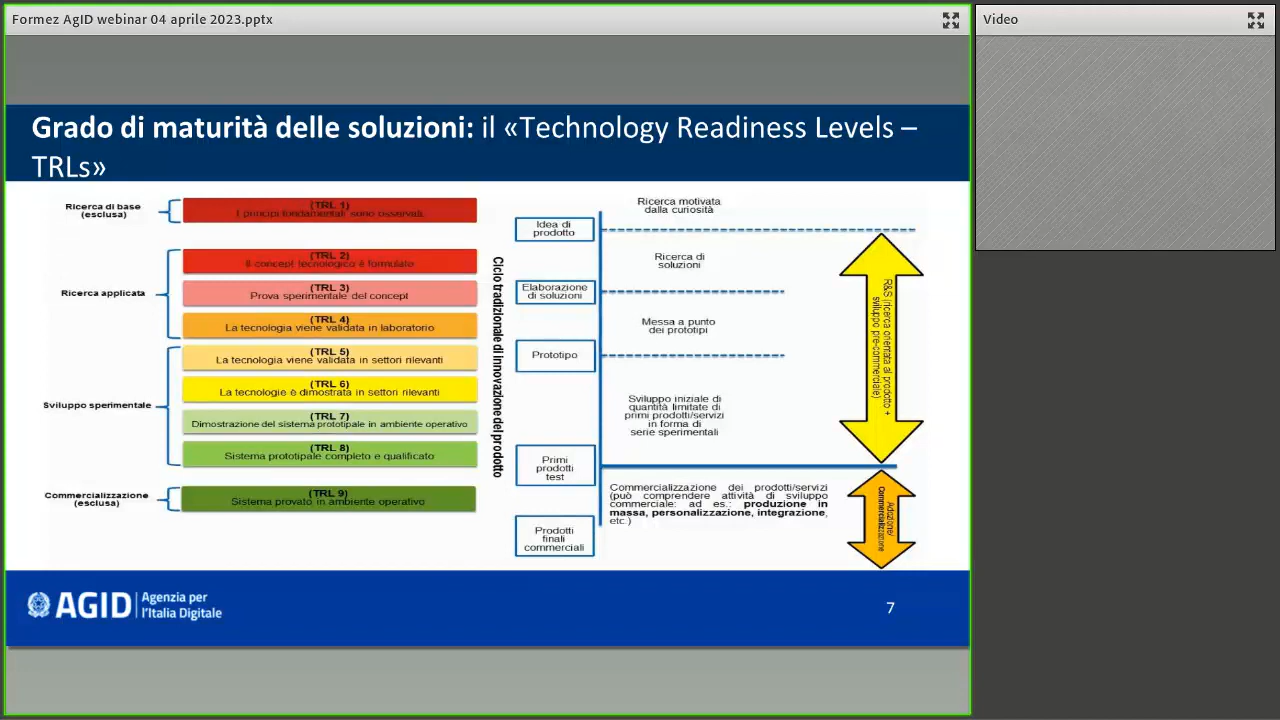 Formez AgID webinar 04 aprile 2023.pptx
Video
Grado di maturità delle soluzioni: il «Technology Readiness Levels –
TRLs»
Ricerca di base
(esclusa)
(TRL 1)
I principi fondamentali sono osservati
Ricerca applicata
(TRL 2)
Il concept tecnologico è formulato
(TRL 3)
Prova sperimentale del concept
(TRL 4)
La tecnologia viene validata in laboratorio
Sviluppo sperimentale
(TRL 5)
La tecnologia viene validata in settori rilevanti
(TRL 6)
La tecnologie è dimostrata in settori rilevanti
(TRL 7)
Dimostrazione del sistema prototipale in ambiente operativo
(TRL 8)
Sistema prototipale completo e qualificato
Commercializzazione
(esclusa)
(TRL 9)
Sistema provato in ambiente operativo
Ciclo tradizionale di innovazione del prodotto
Idea di
prodotto
Elaborazione
di soluzioni
Prototipo
Primi
prodotti
test
Prodotti
finali
commerciali
Ricerca motivata
dalla curiosità
Ricerca di
soluzioni
Messa a punto
dei prototipi
Sviluppo iniziale di
quantità limitate di
primi prodotti/servizi
in forma di
serie sperimentali
Commercializzazione dei prodotti/servizi
(può comprendere attività di sviluppo
commerciale: ad es.: produzione in
massa, personalizzazione, integrazione,
etc.)
R&S (ricerca orientata al prodotto +
sviluppo pre-commerciale)
Adozione/
Commercializzazione
AGID
Agenzia per
l'Italia Digitale
7